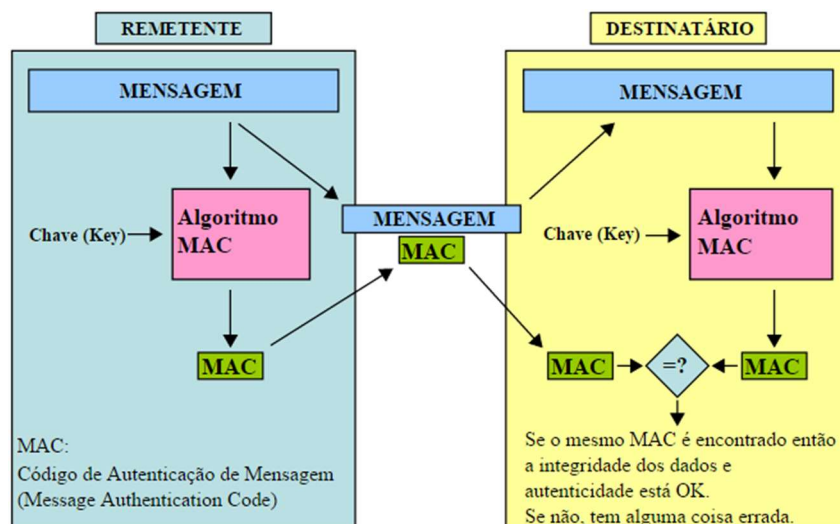 REMETENTE
MENSAGEM
Chave (Key)
Algoritmo
MAC
MAC
MAC:
Código de Autenticação de Mensagem
(Message Authentication Code)
MENSAGEM
MAC
DESTINATÁRIO
MENSAGEM
Chave (Key)
Algoritmo
MAC
MAC
=?
MAC
Se o mesmo MAC é encontrado então
a integridade dos dados e
autenticidade está OK.
Se não, tem alguma coisa errada.